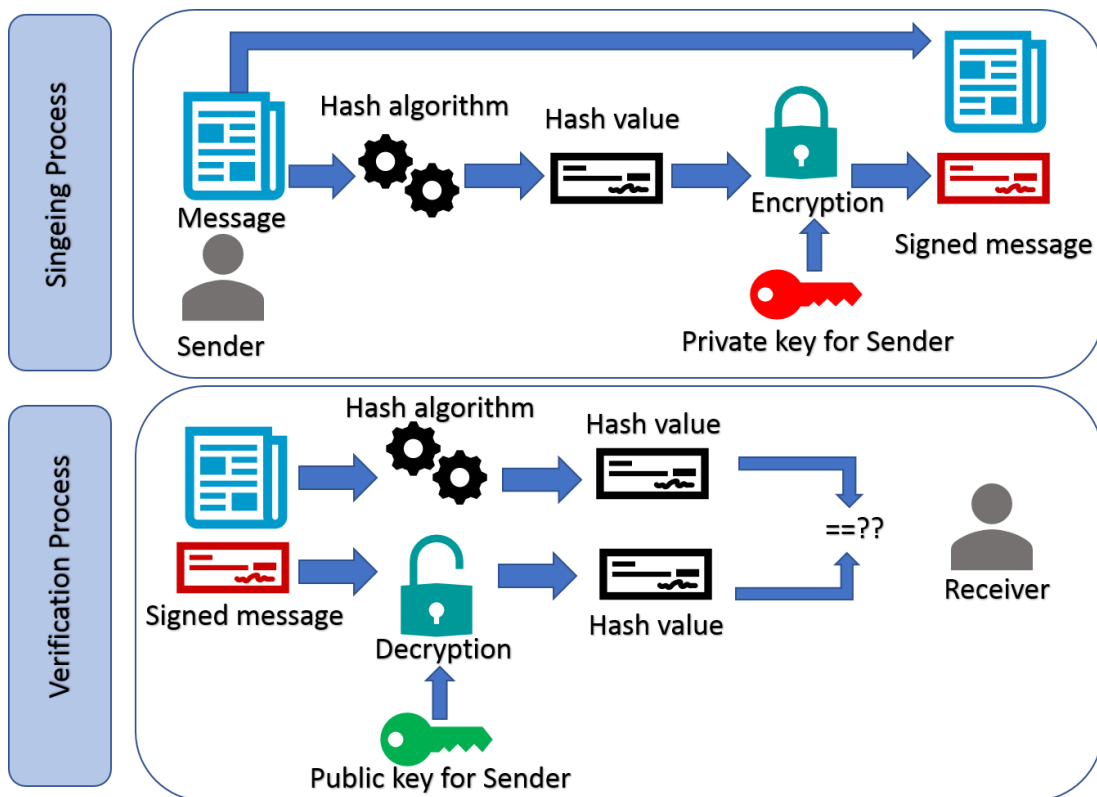 Singeing Process
Hash algorithm
Hash value
Message
Encryption
Signed message
Sender
Private key for Sender
Verification Process
Hash algorithm
Hash value
==??
Signed message
Decryption
Hash value
Receiver
Public key for Sender